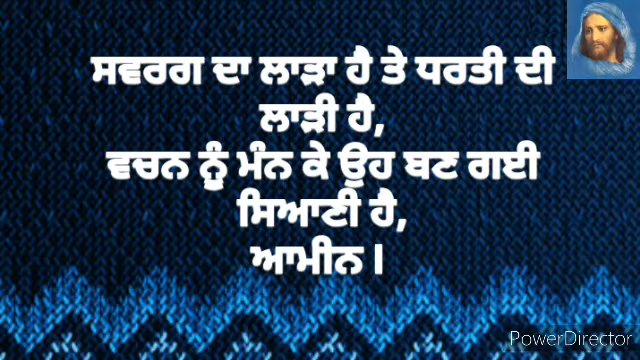 ਸਵਰਗ ਦਾ ਲਾੜਾ ਹੈ ਤੇ ਧਰਤੀ ਦੀ
ਲਾੜੀ ਹੈ,
ਵਚਨ ਨੂੰ ਮੰਨ ਕੇ ਉਹ ਬਣ ਗਈ
ਸਿਆਣੀ ਹੈ,
ਆਮੀਨ।
PowerDirector